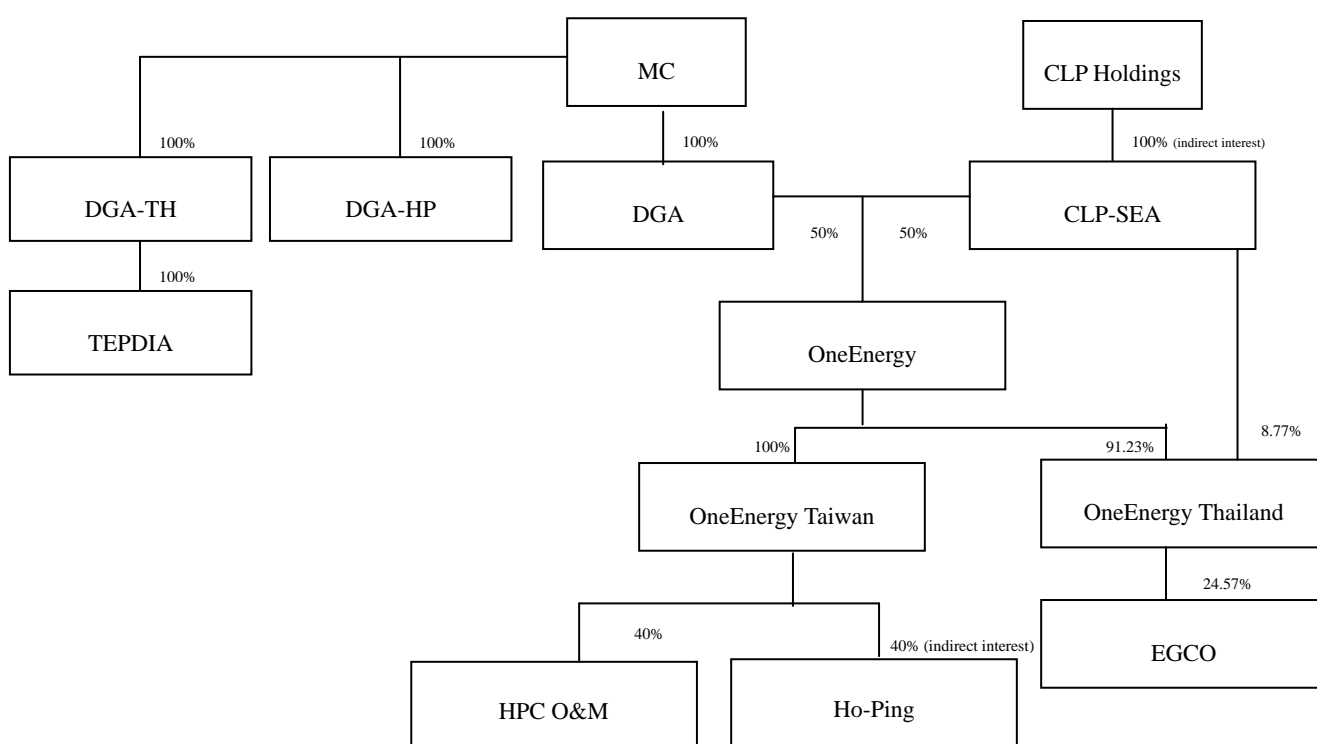 MC
CLP Holdings
100%
100%
100%
100% (indirect interest)
DGA-TH
DGA-HP
DGA
CLP-SEA
50%
50%
100%
TEPDIA
OneEnergy
8.77%
100%
91.23%
OneEnergy Taiwan
OneEnergy Thailand
24.57%
40%
40% (indirect interest)
EGCO
HPC O&M
Ho-Ping